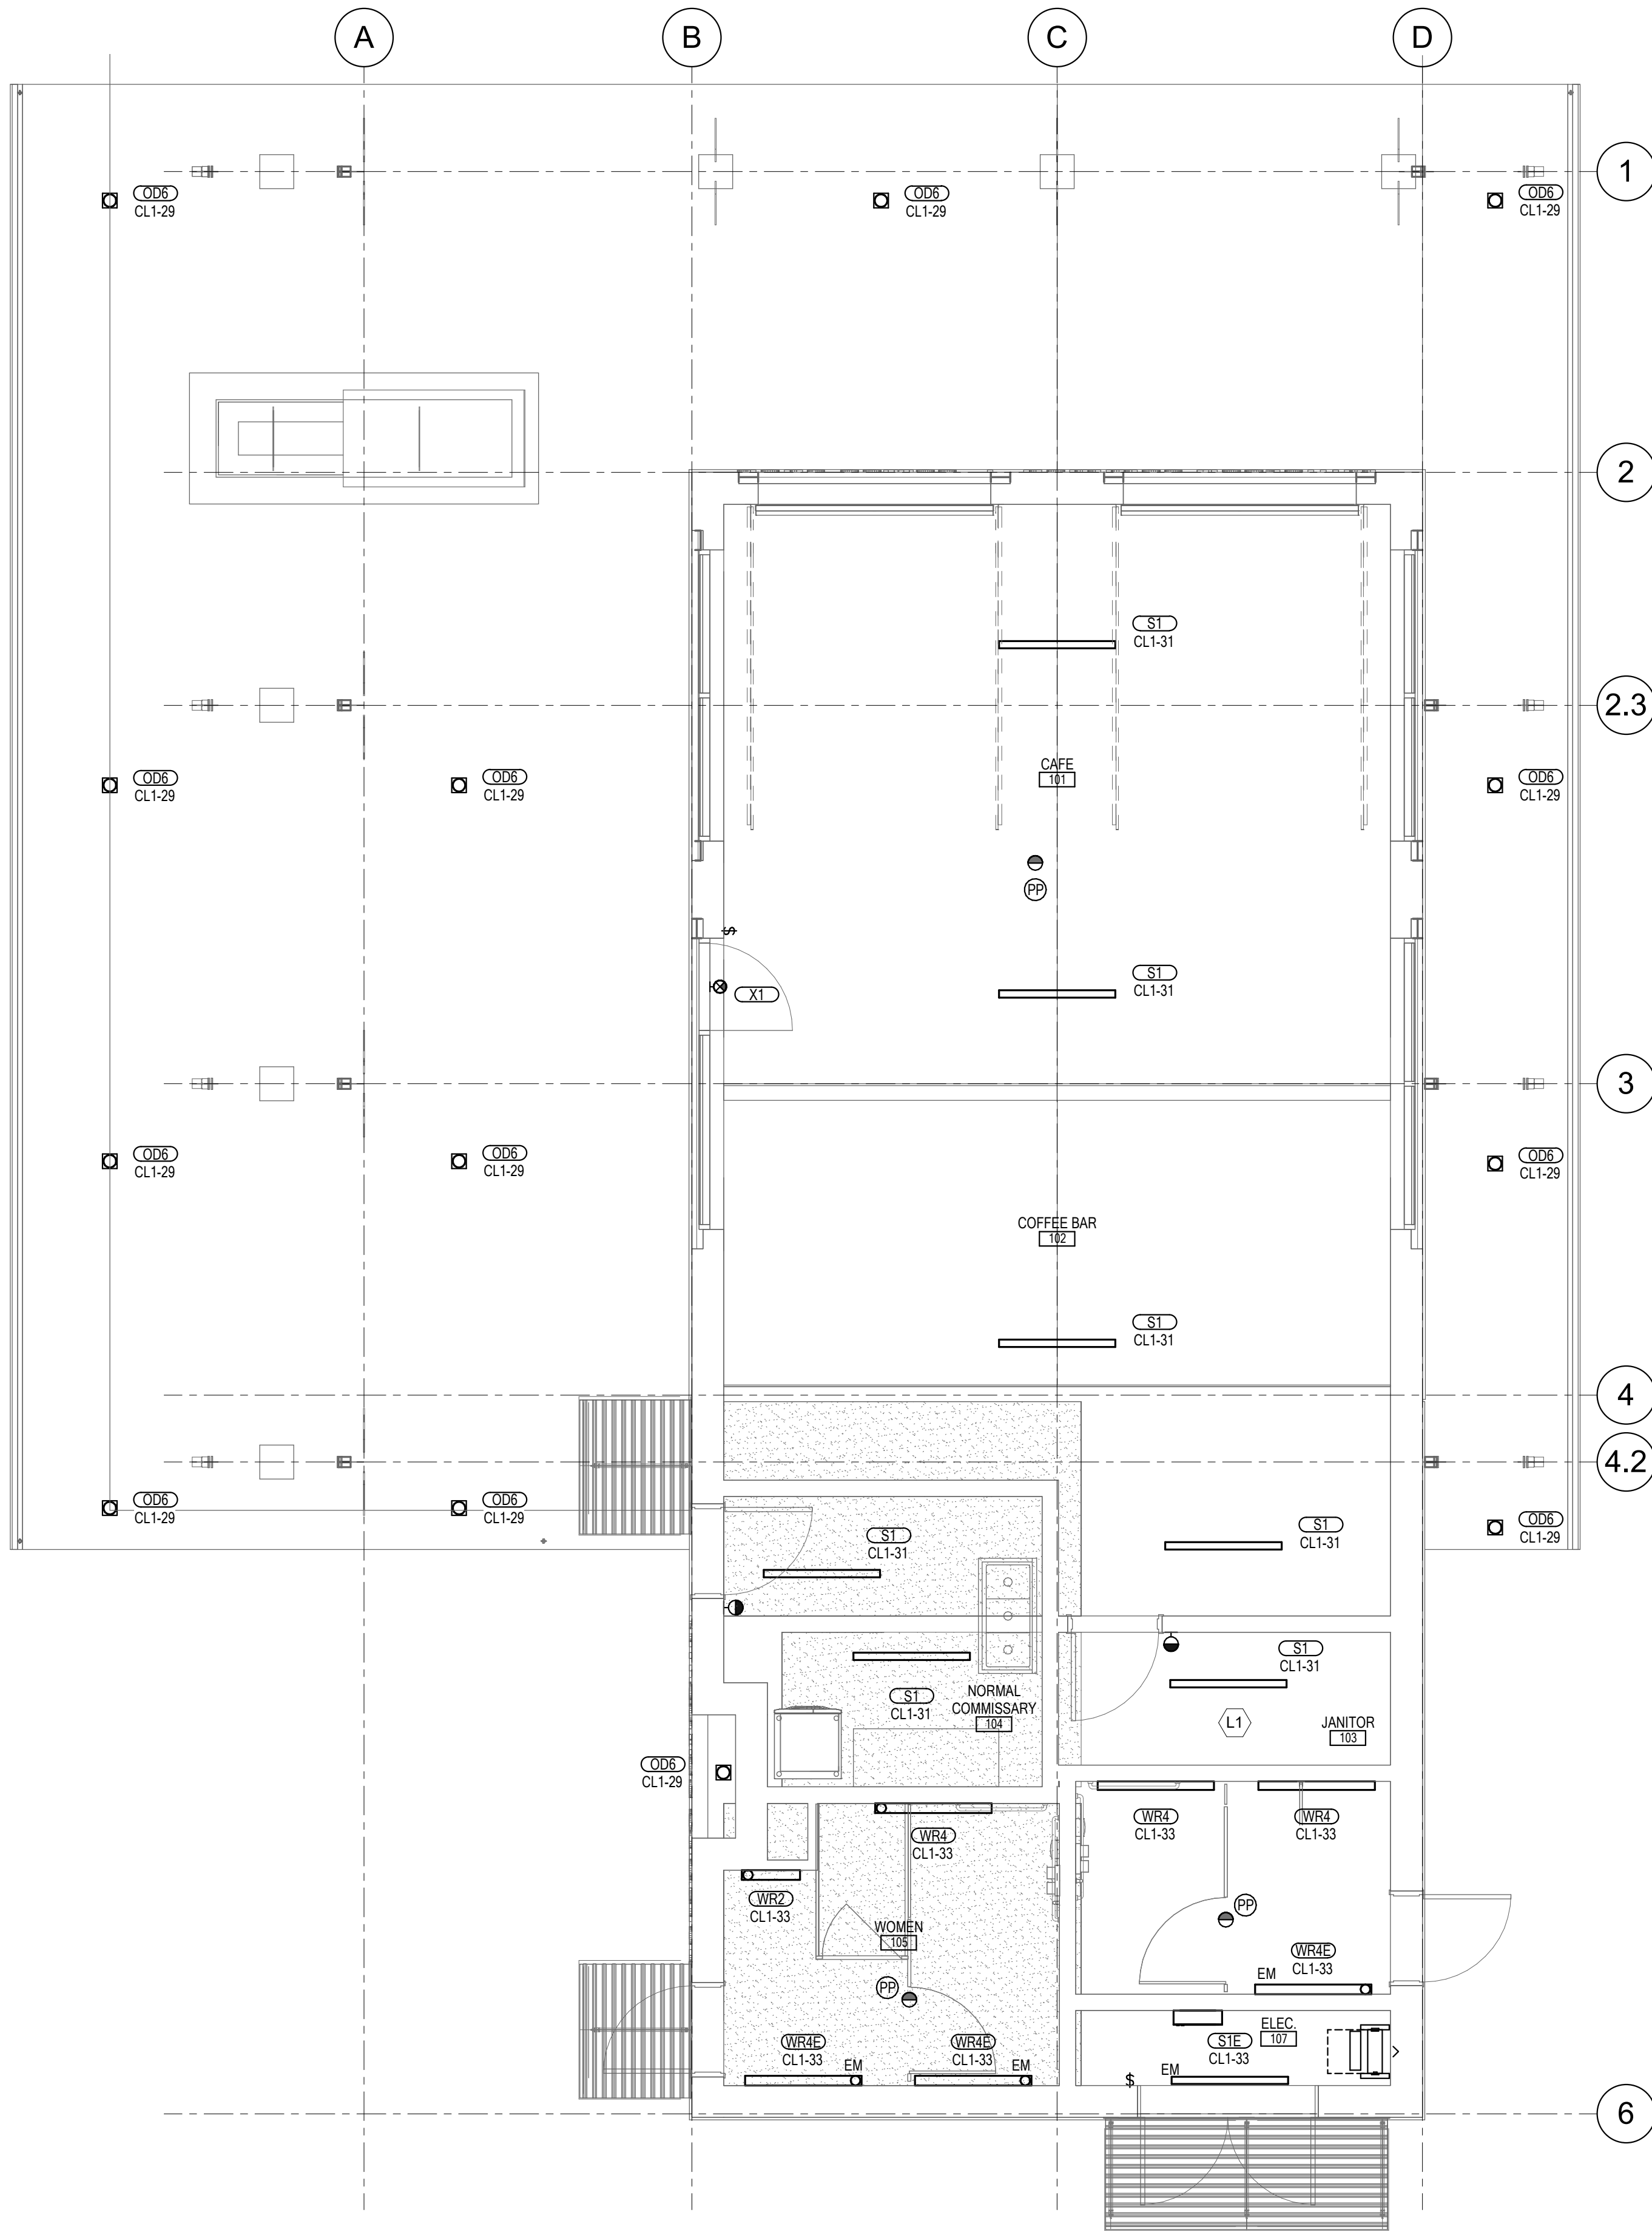 A
B
C
D
1
OD6
CL1-29
OD6
CL1-29
OD6
CL1-29
2
S1
CL1-31
2.3
CAFE
101
OD6
CL1-29
OD6
CL1-29
OD6
CL1-29
PP
$
S1
CL1-31
X1
3
OD6
CL1-29
OD6
CL1-29
OD6
CL1-29
COFFEE BAR
102
S1
CL1-31
4
4.2
OD6
CL1-29
OD6
CL1-29
OD6
CL1-29
S1
CL1-31
S1
CL1-31
S1
CL1-31
S1
CL1-31
NORMAL
COMMISSARY
104
L1
JANITOR
103
OD6
CL1-29
WR4
CL1-33
WR4
CL1-33
WR4
CL1-33
WR2
CL1-33
PP
WOMEN
105
WR4E
CL1-33
EM
PP
ELEC.
107
S1E
CL1-33
EM
$
WR4E
CL1-33
EM
WR4E
CL1-33
EM
6